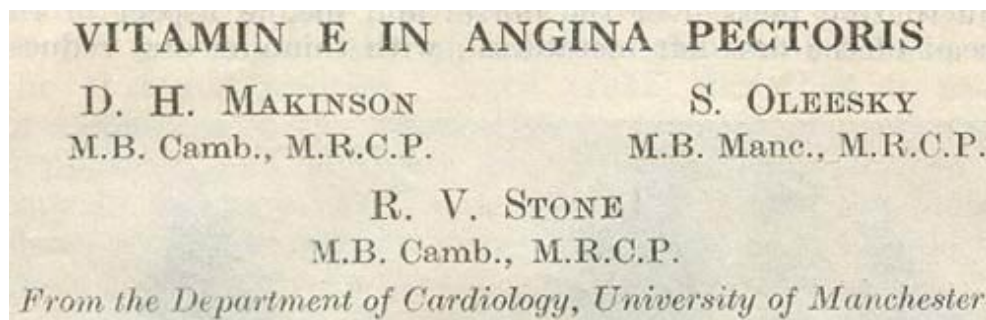 VITAMIN E IN ANGINA PECTORIS
D. H. MAKINSON S. OLEESKY
M.B. Camb., M.R.C.P. M.B. Manc., M.R.C.P.
R. V. STONE
M.B. Camb., M.R.C.P.
From the Department of Cardiology, University of Manchester